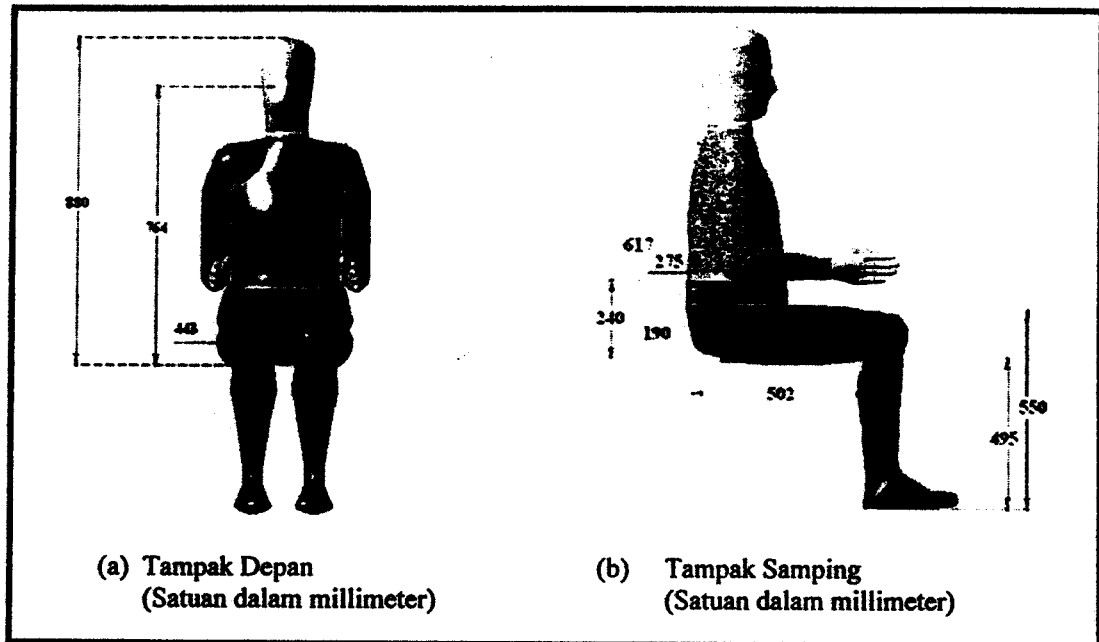 880
764
617
275
240
190
502
550
495
(a) Tampak Depan
(Satuan dalam millimeter)
(b) Tampak Samping
(Satuan dalam millimeter)